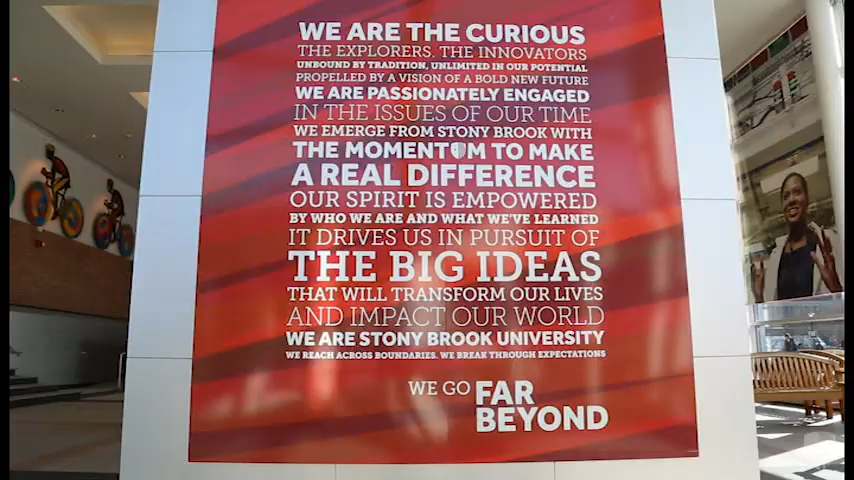 WE ARE THE CURIOUS
THE EXPLORERS. THE INNOVATORS
UNBOUND BY TRADITION, UNLIMITED IN OUR POTENTIAL
PROPELLED BY A VISION OF A BOLD NEW FUTURE
WE ARE PASSIONATELY ENGAGED
IN THE ISSUES OF OUR TIME
WE EMERGE FROM STONY BROOK WITH
THE MOMENTUM TO MAKE
A REAL DIFFERENCE
OUR SPIRIT IS EMPOWERED
BY WHO WE ARE AND WHAT WE'VE LEARNED
IT DRIVES US IN PURSUIT OF
THE BIG IDEAS
THAT WILL TRANSFORM OUR LIVES
AND IMPACT OUR WORLD
WE ARE STONY BROOK UNIVERSITY
WE REACH ACROSS BOUNDARIES. WE BREAK THROUGH EXPECTATIONS
WE GO FAR
BEYOND